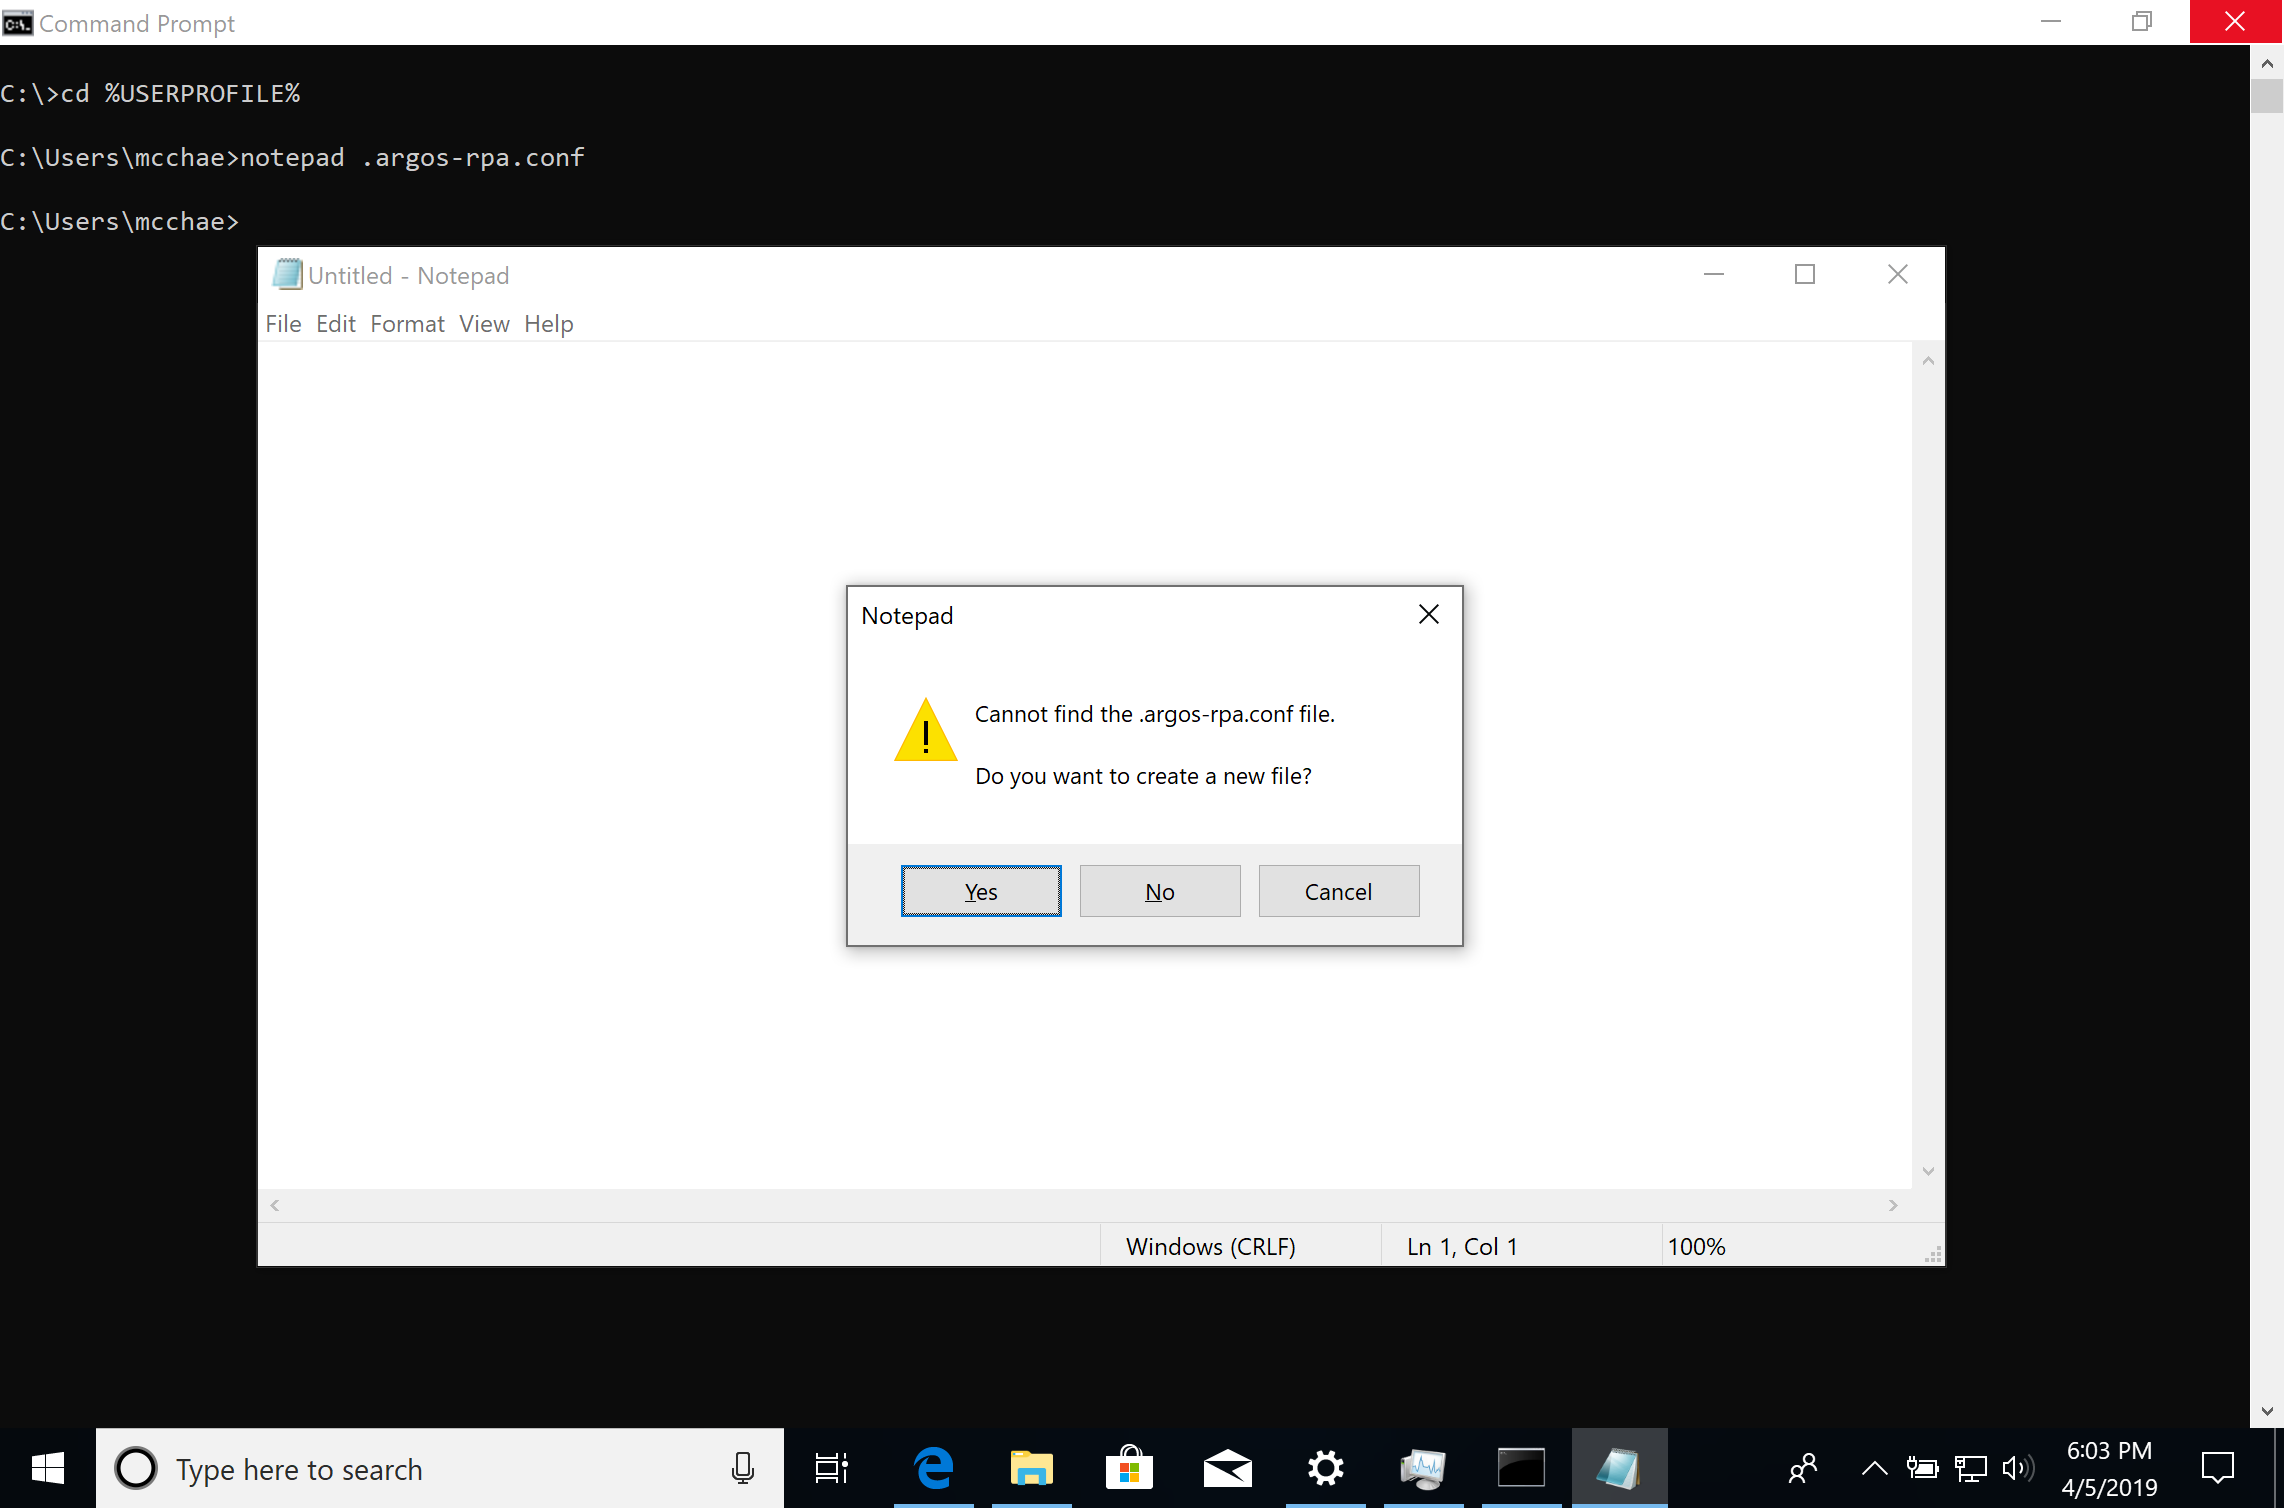 Command Prompt
C:\>cd %USERPROFILE%
C:\Users\mcchae>notepad .argos-rpa.conf
C:\Users\mcchae>
Untitled - Notepad
File Edit Format View Help
Notepad
Cannot find the .argos-rpa.conf file.
Do you want to create a new file?
Yes No Cancel
Windows (CRLF) Ln 1, Col 1 100%
Type here to search
6:03 PM
4/5/2019